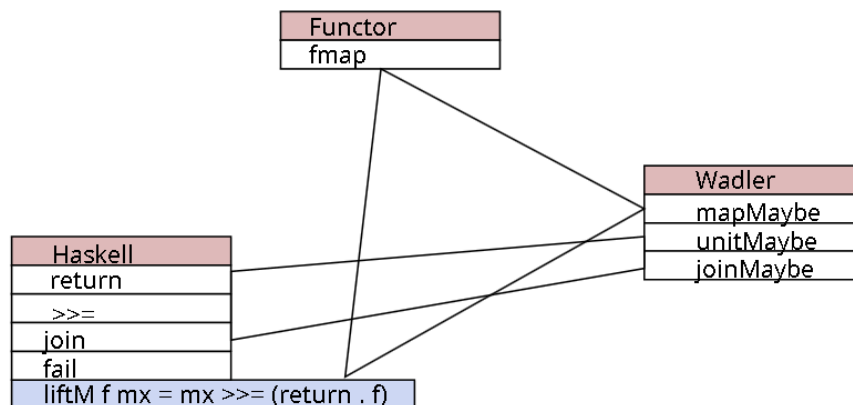 Functor
fmap
Wadler
mapMaybe
unitMaybe
joinMaybe
Haskell
return
>>=
join
fail
liftM f mx = mx >>= (return . f)